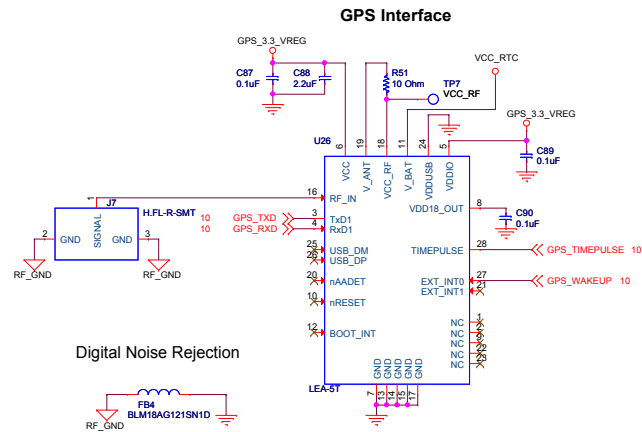 GPS Interface
GPS_3.3_VREG
C87
0.1uF
C88
2.2uF
R51
10 Ohm
TP7
VCC_RF
VCC_RTC
GPS_3.3_VREG
C89
0.1uF
U26
6
19
18
11
24
5
VCC
V_ANT
VCC_RF
V_BAT
VDDUSB
VDDIO
1
J7
H.FL-R-SMT
16
RF_IN
VDD18_OUT
8
C90
0.1uF
2
GND
SIGNAL
GND
3
10
GPS_TXD
3
TxD1
10
GPS_RXD
4
RxD1
RF_GND
RF_GND
25
USB_DM
26
USB_DP
TIMEPULSE
28
GPS_TIMEPULSE 10
20
nAADET
EXT_INT0
27
GPS_WAKEUP 10
EXT_INT1
21
10
nRESET
12
BOOT_INT
NC
1
NC
2
NC
9
NC
22
NC
23
GND
GND
GND
GND
GND
LEA-5T
7
13
14
15
17
Digital Noise Rejection
FB4
BLM18AG121SN1D
RF_GND